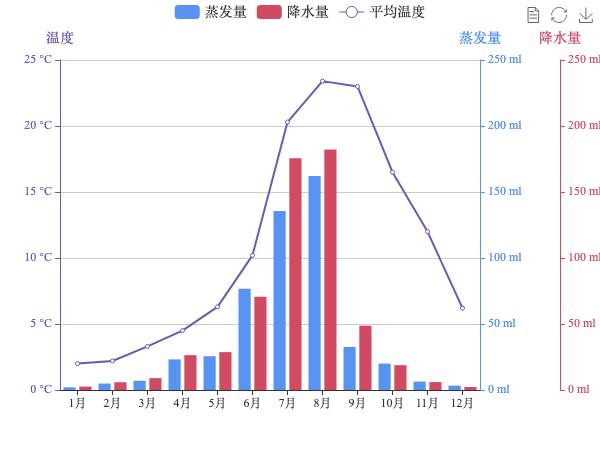 蒸发量 降水量 平均温度
温度 蒸发量 降水量
25 °C 250 ml 250 ml
20 °C 200 ml 200 ml
15 °C 150 ml 150 ml
10 °C 100 ml 100 ml
5 °C 50 ml 50 ml
0 °C 0 ml 0 ml
1月 2月 3月 4月 5月 6月 7月 8月 9月 10月 11月 12月